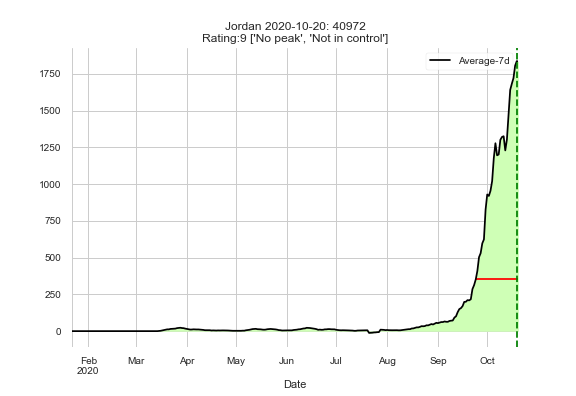 Jordan 2020-10-20: 40972
Rating:9 ['No peak', 'Not in control']
Average-7d
1750
1500
1250
1000
750
500
250
0
Feb Mar Apr May Jun Jul Aug Sep Oct
2020
Date